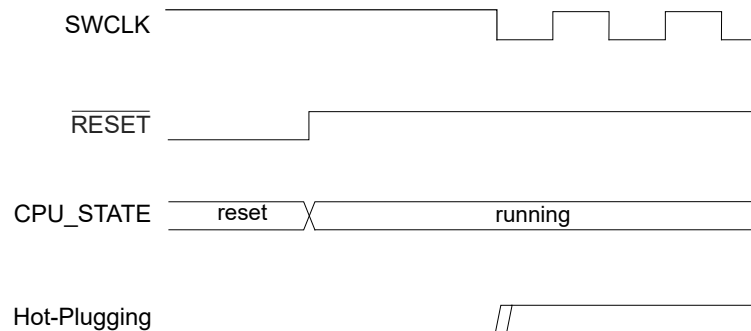 SWCLK
RESET
CPU_STATE reset running
Hot-Plugging